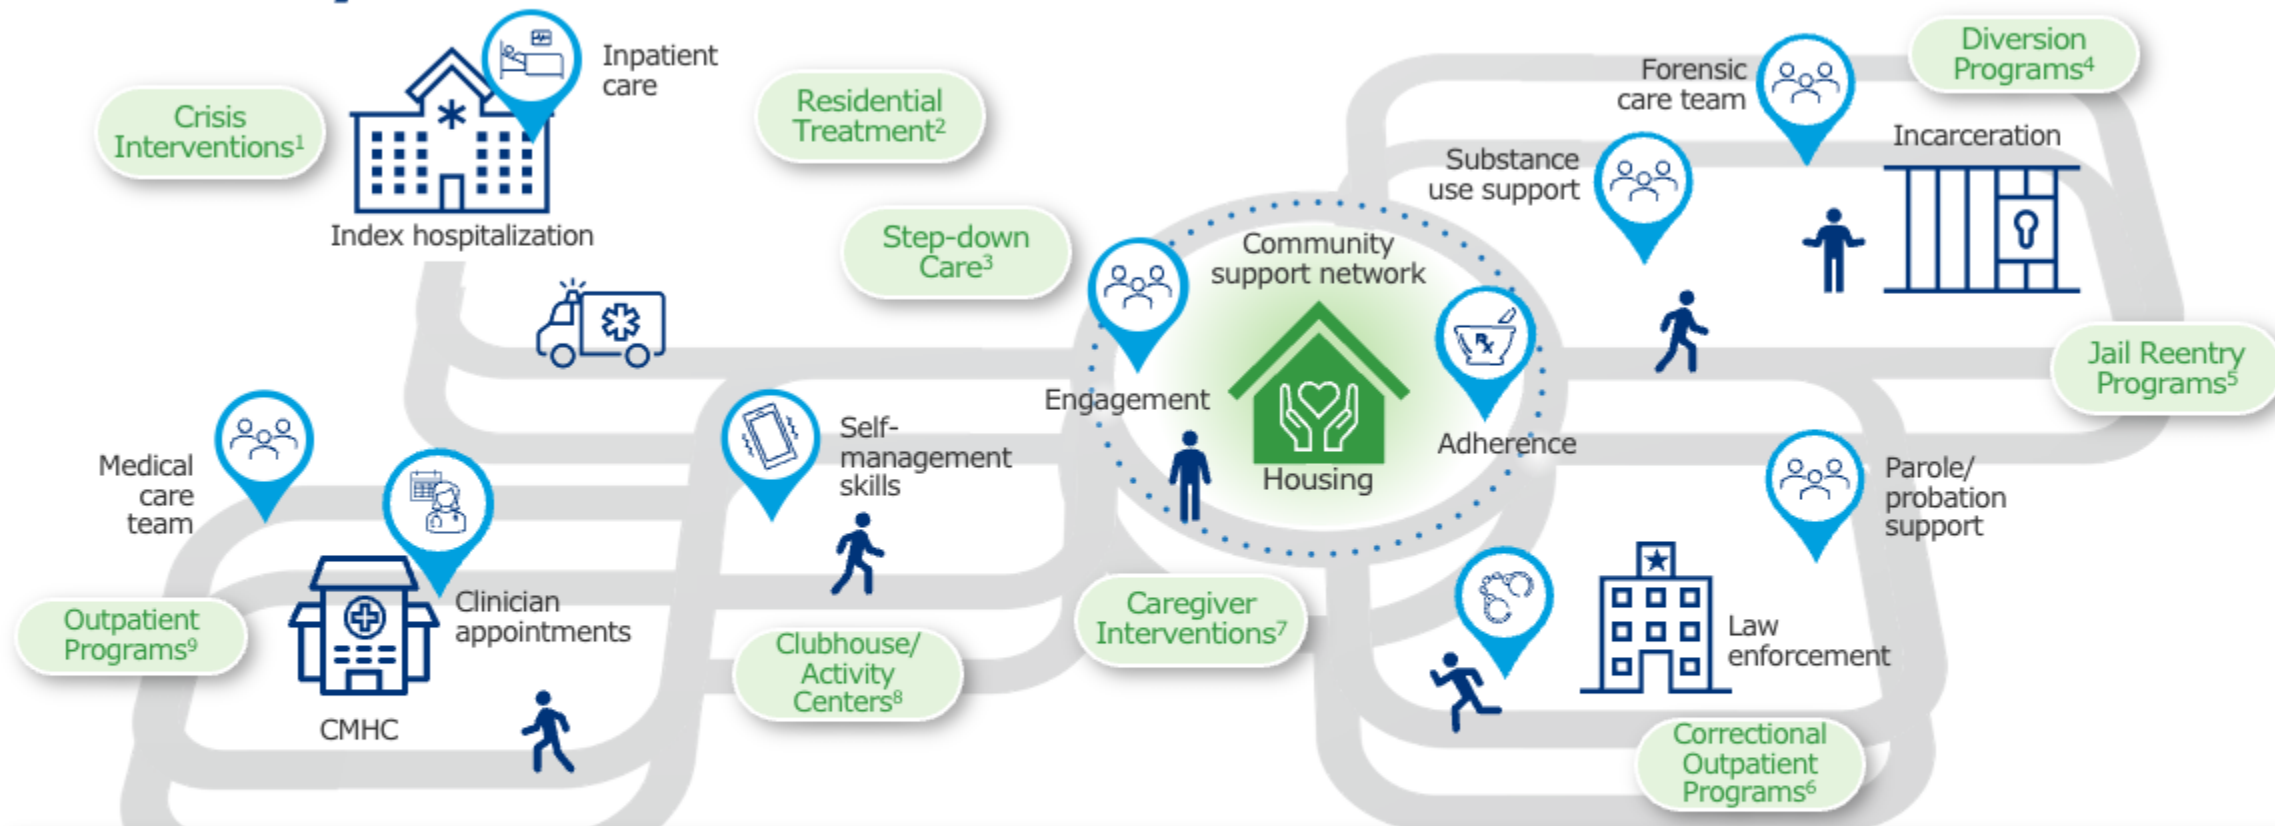 Inpatient
care
Crisis
Interventions¹
Index hospitalization
Residential
Treatment²
Step-down
Care³
Diversion
Programs⁴
Forensic
care team
Incarceration
Substance
use support
Community
support network
Engagement
Adherence
Housing
Jail Reentry
Programs⁵
Medical
care
team
Self-
management
skills
Parole/
probation
support
Clinician
appointments
Outpatient
Programs⁹
CMHC
Clubhouse/
Activity
Centers⁸
Caregiver
Interventions⁷
Law
enforcement
Correctional
Outpatient
Programs⁶
Rx